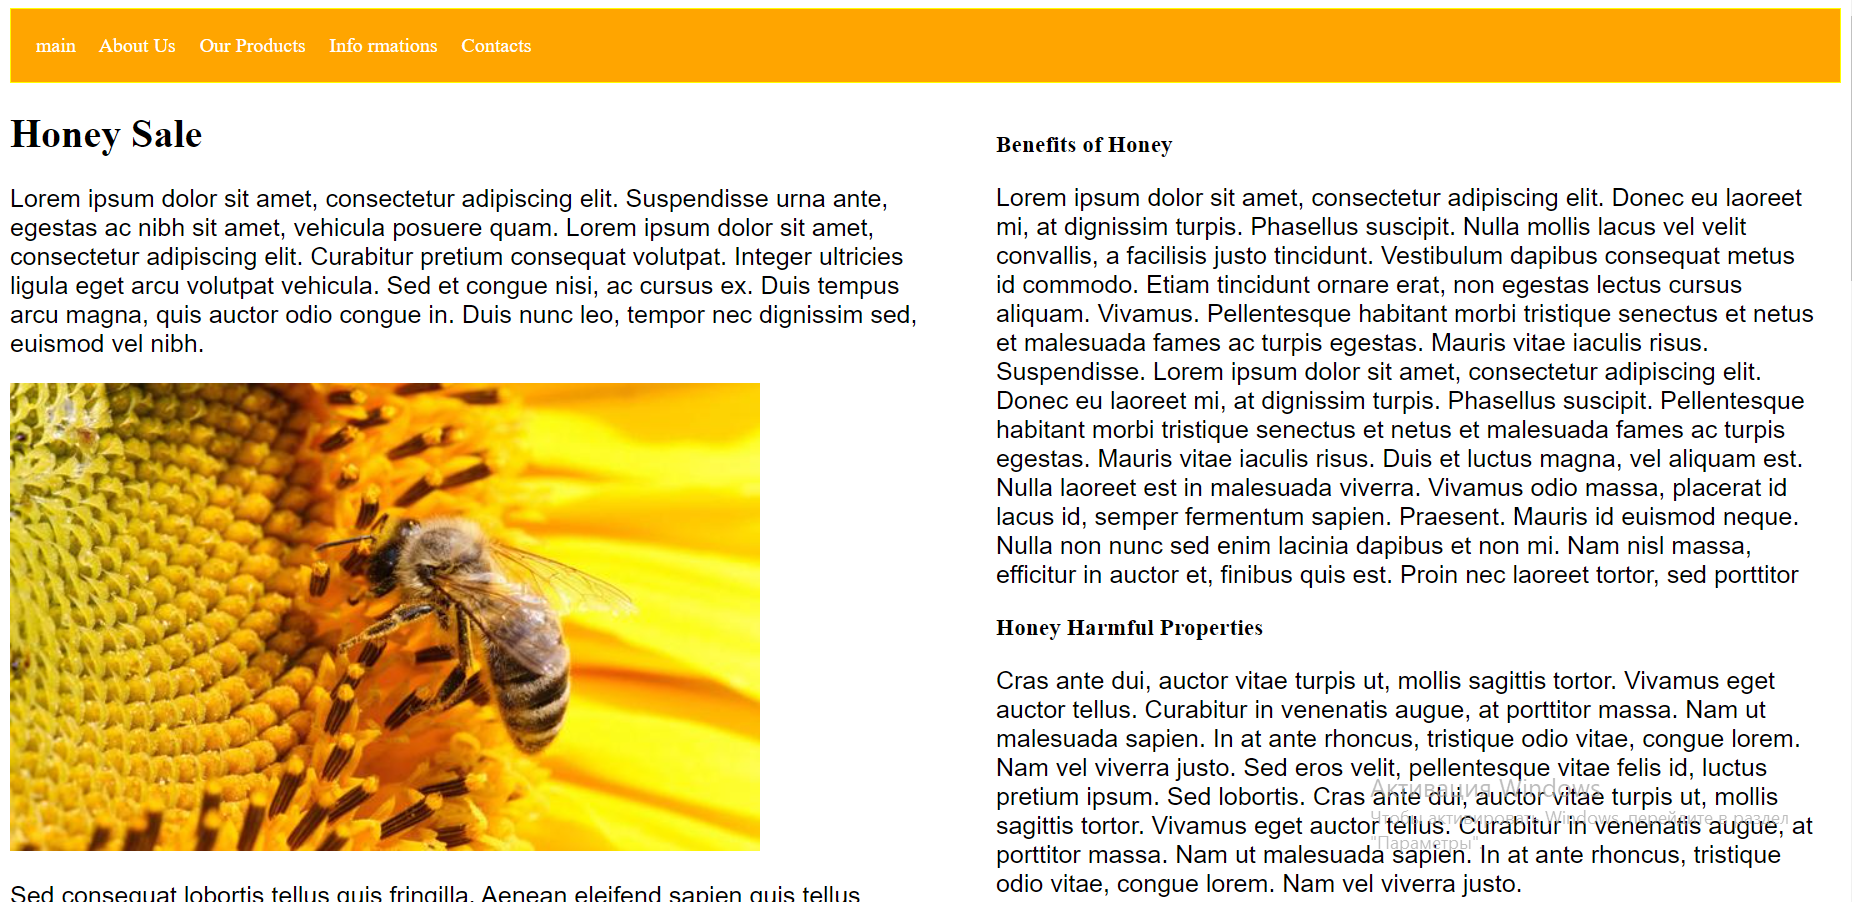 main About Us Our Products Info rmations Contacts
Honey Sale
Lorem ipsum dolor sit amet, consectetur adipiscing elit. Suspendisse urna ante,
egestas ac nibh sit amet, vehicula posuere quam. Lorem ipsum dolor sit amet,
consectetur adipiscing elit. Curabitur pretium consequat volutpat. Integer ultricies
ligula eget arcu volutpat vehicula. Sed et congue nisi, ac cursus ex. Duis tempus
arcu magna, quis auctor odio congue in. Duis nunc leo, tempor nec dignissim sed,
euismod vel nibh.
Sed consequat lobortis tellus quis fringilla. Aenean eleifend sapien quis tellus
Benefits of Honey
Lorem ipsum dolor sit amet, consectetur adipiscing elit. Donec eu laoreet
mi, at dignissim turpis. Phasellus suscipit. Nulla mollis lacus vel velit
convallis, a facilisis justo tincidunt. Vestibulum dapibus consequat metus
id commodo. Etiam tincidunt ornare erat, non egestas lectus cursus
aliquam. Vivamus. Pellentesque habitant morbi tristique senectus et netus
et malesuada fames ac turpis egestas. Mauris vitae iaculis risus.
Suspendisse. Lorem ipsum dolor sit amet, consectetur adipiscing elit.
Donec eu laoreet mi, at dignissim turpis. Phasellus suscipit. Pellentesque
habitant morbi tristique senectus et netus et malesuada fames ac turpis
egestas. Mauris vitae iaculis risus. Duis et luctus magna, vel aliquam est.
Nulla laoreet est in malesuada viverra. Vivamus odio massa, placerat id
lacus id, semper fermentum sapien. Praesent. Mauris id euismod neque.
Nulla non nunc sed enim lacinia dapibus et non mi. Nam nisl massa,
efficitur in auctor et, finibus quis est. Proin nec laoreet tortor, sed porttitor
Honey Harmful Properties
Cras ante dui, auctor vitae turpis ut, mollis sagittis tortor. Vivamus eget
auctor tellus. Curabitur in venenatis augue, at porttitor massa. Nam ut
malesuada sapien. In at ante rhoncus, tristique odio vitae, congue lorem.
Nam vel viverra justo. Sed eros velit, pellentesque vitae felis id, luctus
pretium ipsum. Sed lobortis. Cras ante dui, auctor vitae turpis ut, mollis
sagittis tortor. Vivamus eget auctor tellus. Curabitur in venenatis augue, at
porttitor massa. Nam ut malesuada sapien. In at ante rhoncus, tristique
odio vitae, congue lorem. Nam vel viverra justo.
Активация Windows
Чтобы активировать Windows, перейдите в раздел
"Параметры"